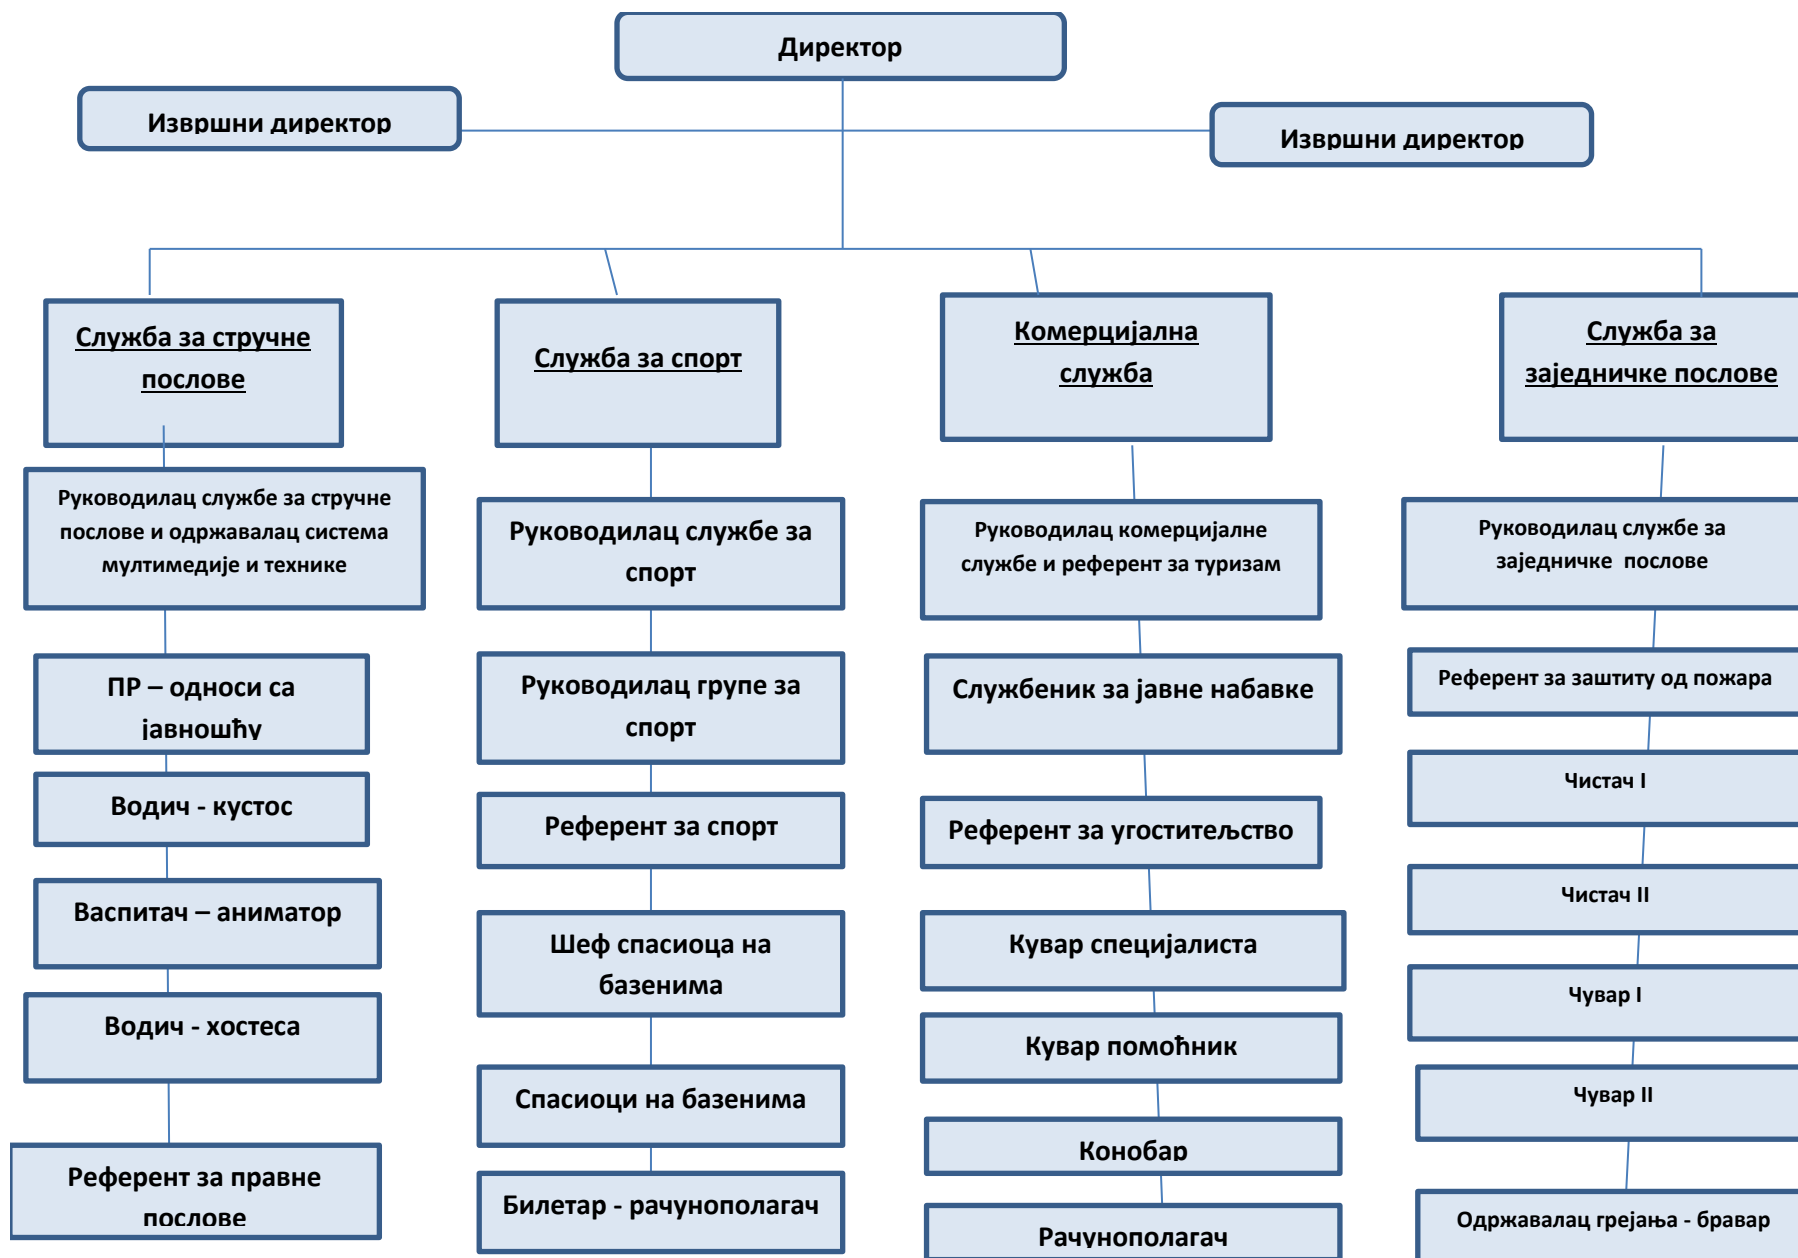 Директор
Извршни директор
Извршни директор
Служба за стручне
послове
Руководилац службе за стручне
послове и одржавалац система
мултимедије и технике
ПР – односи са
јавношћу
Водич - кустос
Васпитач – аниматор
Водич - хостеса
Референт за правне
послове
Служба за спорт
Руководилац службе за
спорт
Руководилац групе за
спорт
Референт за спорт
Шеф спасиоца на
базенима
Спасиоци на базенима
Билетар - рачунополагач
Комерцијална
служба
Руководилац комерцијалне
службе и референт за туризам
Службеник за јавне набавке
Референт за угоститељство
Кувар специјалиста
Кувар помоћник
Конобар
Рачунополагач
Служба за
заједничке послове
Руководилац службе за
заједничке послове
Референт за заштиту од пожара
Чистач I
Чистач II
Чувар I
Чувар II
Одржавалац грејања - бравар